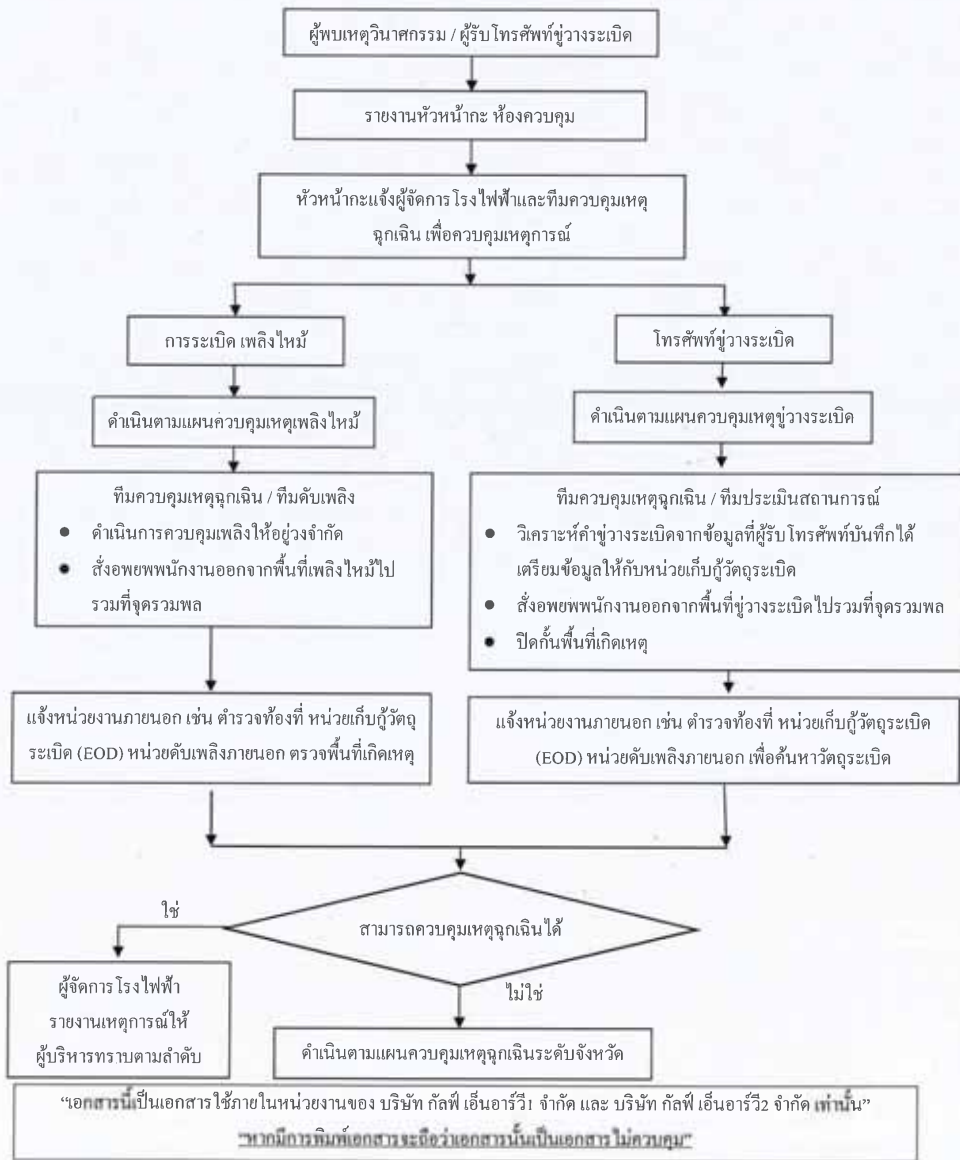 ผู้พบเหตุวินาศกรรม / ผู้รับโทรศัพท์ขู่วางระเบิด
รายงานหัวหน้ากะ ห้องควบคุม
หัวหน้ากะแจ้งผู้จัดการโรงไฟฟ้าและทีมควบคุมเหตุ
ฉุกเฉิน เพื่อควบคุมเหตุการณ์
การระเบิด เพลิงไหม้
ดำเนินตามแผนควบคุมเหตุเพลิงไหม้
ทีมควบคุมเหตุฉุกเฉิน / ทีมดับเพลิง
● ดำเนินการควบคุมเพลิงให้อยู่วงจำกัด
● สั่งอพยพพนักงานออกจากพื้นที่เพลิงไหม้ไป
รวมที่จุดรวมพล
แจ้งหน่วยงานภายนอก เช่น ตำรวจท้องที่ หน่วยเก็บกู้วัตถุ
ระเบิด (EOD) หน่วยดับเพลิงภายนอก ตรวจพื้นที่เกิดเหตุ
โทรศัพท์ขู่วางระเบิด
ดำเนินตามแผนควบคุมเหตุขู่วางระเบิด
ทีมควบคุมเหตุฉุกเฉิน / ทีมประเมินสถานการณ์
● วิเคราะห์คำขู่วางระเบิดจากข้อมูลที่ผู้รับโทรศัพท์บันทึกได้
เตรียมข้อมูลให้กับหน่วยเก็บกู้วัตถุระเบิด
● สั่งอพยพพนักงานออกจากพื้นที่ขู่วางระเบิดไปรวมที่จุดรวมพล
● ปิดกั้นพื้นที่เกิดเหตุ
แจ้งหน่วยงานภายนอก เช่น ตำรวจท้องที่ หน่วยเก็บกู้วัตถุระเบิด
(EOD) หน่วยดับเพลิงภายนอก เพื่อค้นหาวัตถุระเบิด
สามารถควบคุมเหตุฉุกเฉินได้
ใช่
ผู้จัดการโรงไฟฟ้า
รายงานเหตุการณ์ให้
ผู้บริหารทราบตามลำดับ
ไม่ใช่
ดำเนินตามแผนควบคุมเหตุฉุกเฉินระดับจังหวัด
“เอกสารนี้เป็นเอกสารใช้ภายในหน่วยงานของ บริษัท กัลฟ์ เอ็นอาร์วี1 จำกัด และ บริษัท กัลฟ์ เอ็นอาร์วี2 จำกัด เท่านั้น”
“หากมีการพิมพ์เอกสารจะถือว่าเอกสารนั้นเป็นเอกสารไม่ควบคุม”